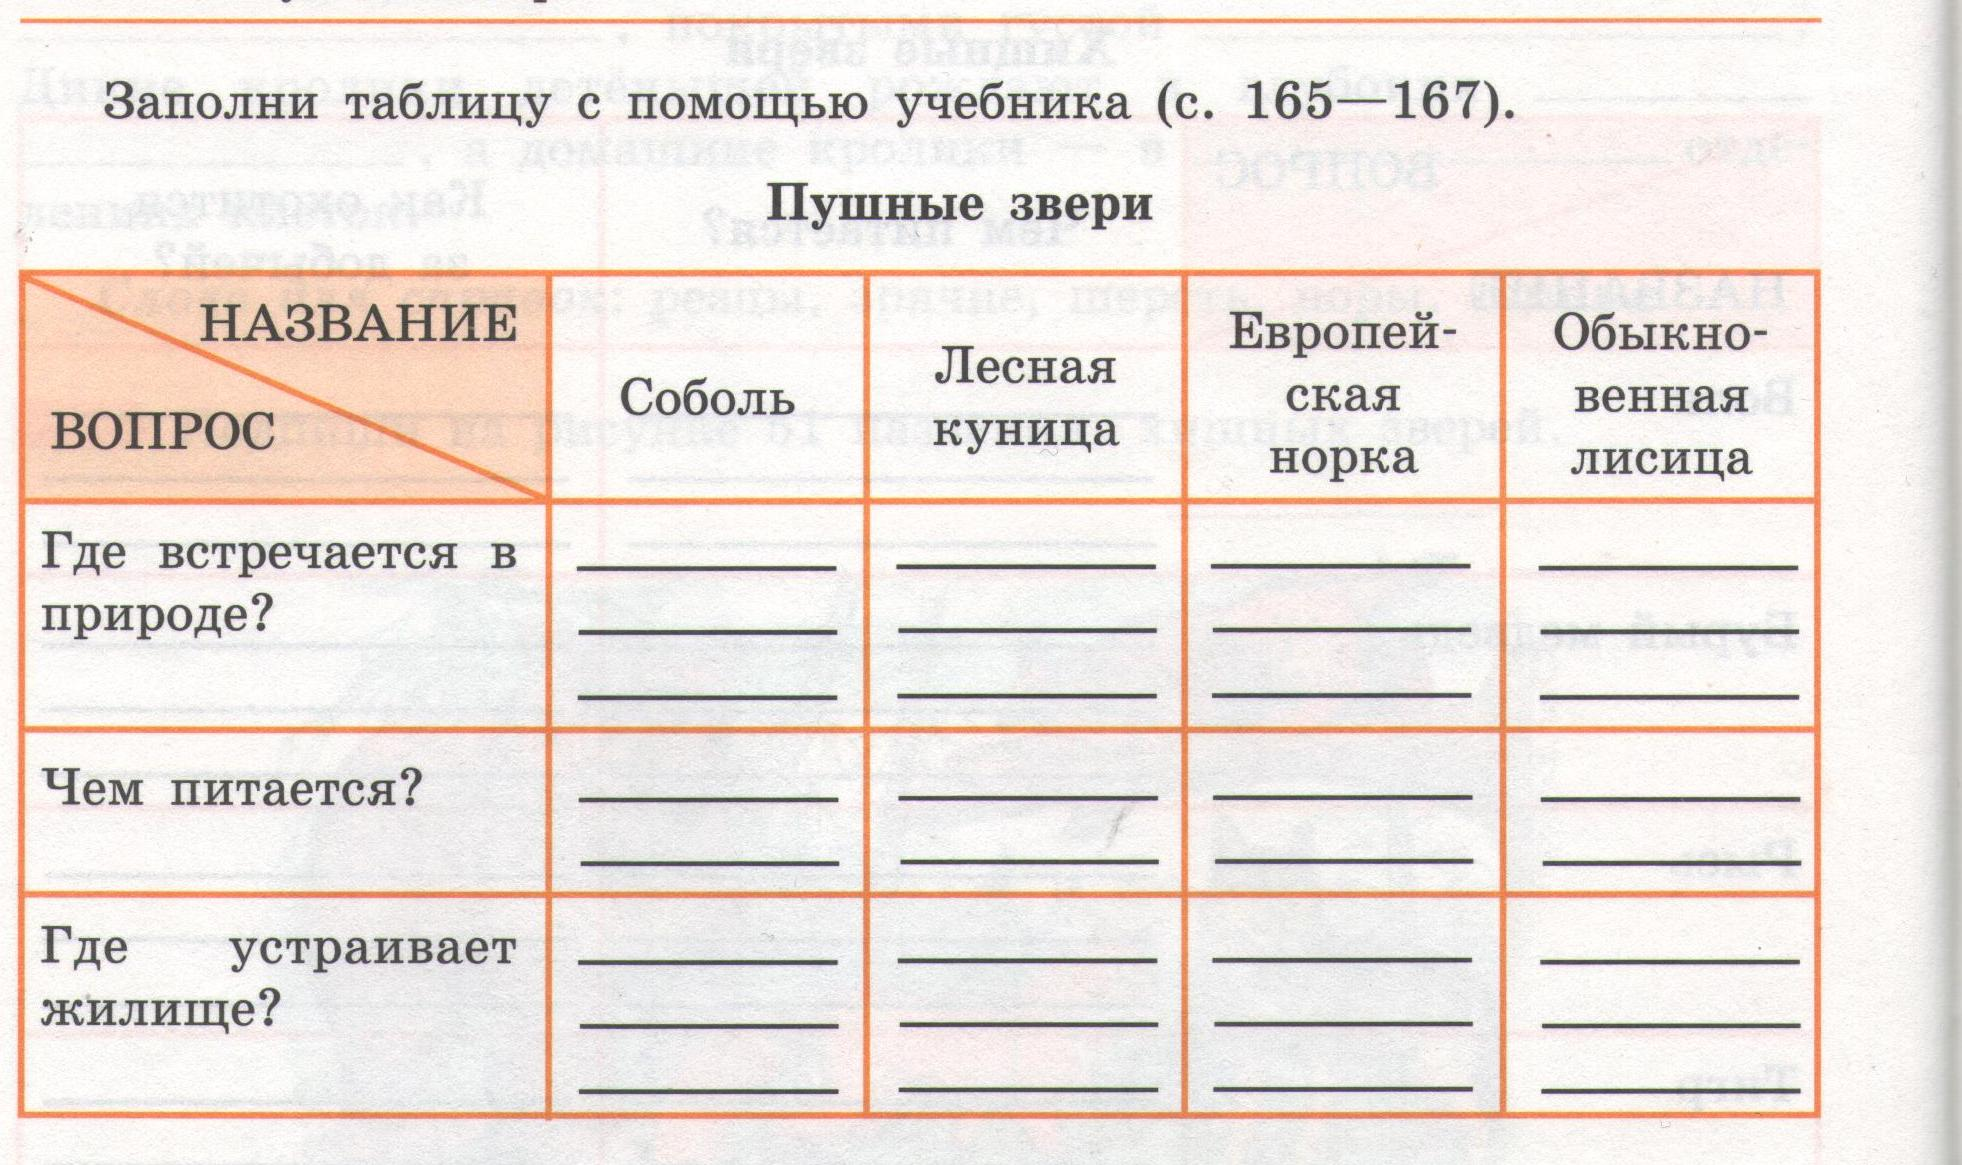 Заполни таблицу с помощью учебника (с. 165—167).
Пушные звери
НАЗВАНИЕ
ВОПРОС
Соболь
Лесная
куница
Европей-
ская
норка
Обыкно-
венная
лисица
Где встречается в
природе?
Чем питается?
Где устраивает
жилище?